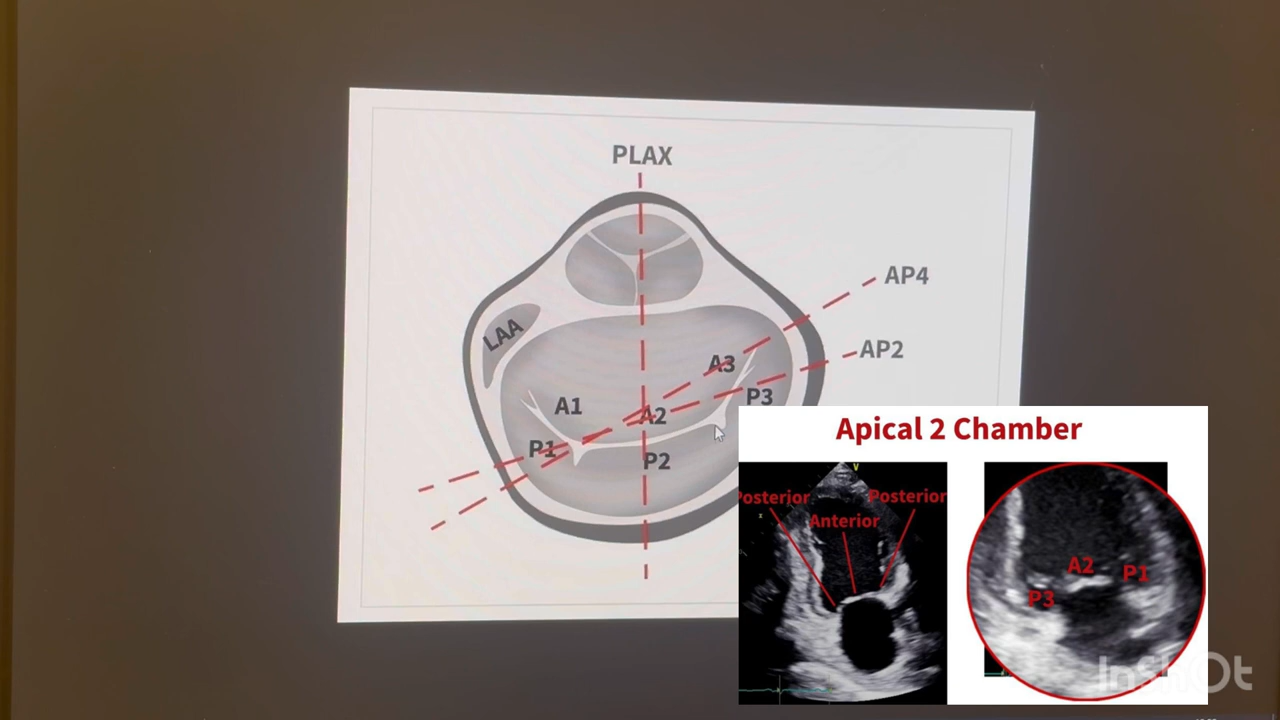 PLAX
AP4
LAA
AP2
A3
A1
P3
A2
P1
P2
Apical 2 Chamber
V
Posterior
Posterior
Anterior
A2
P1
P3
InShOt